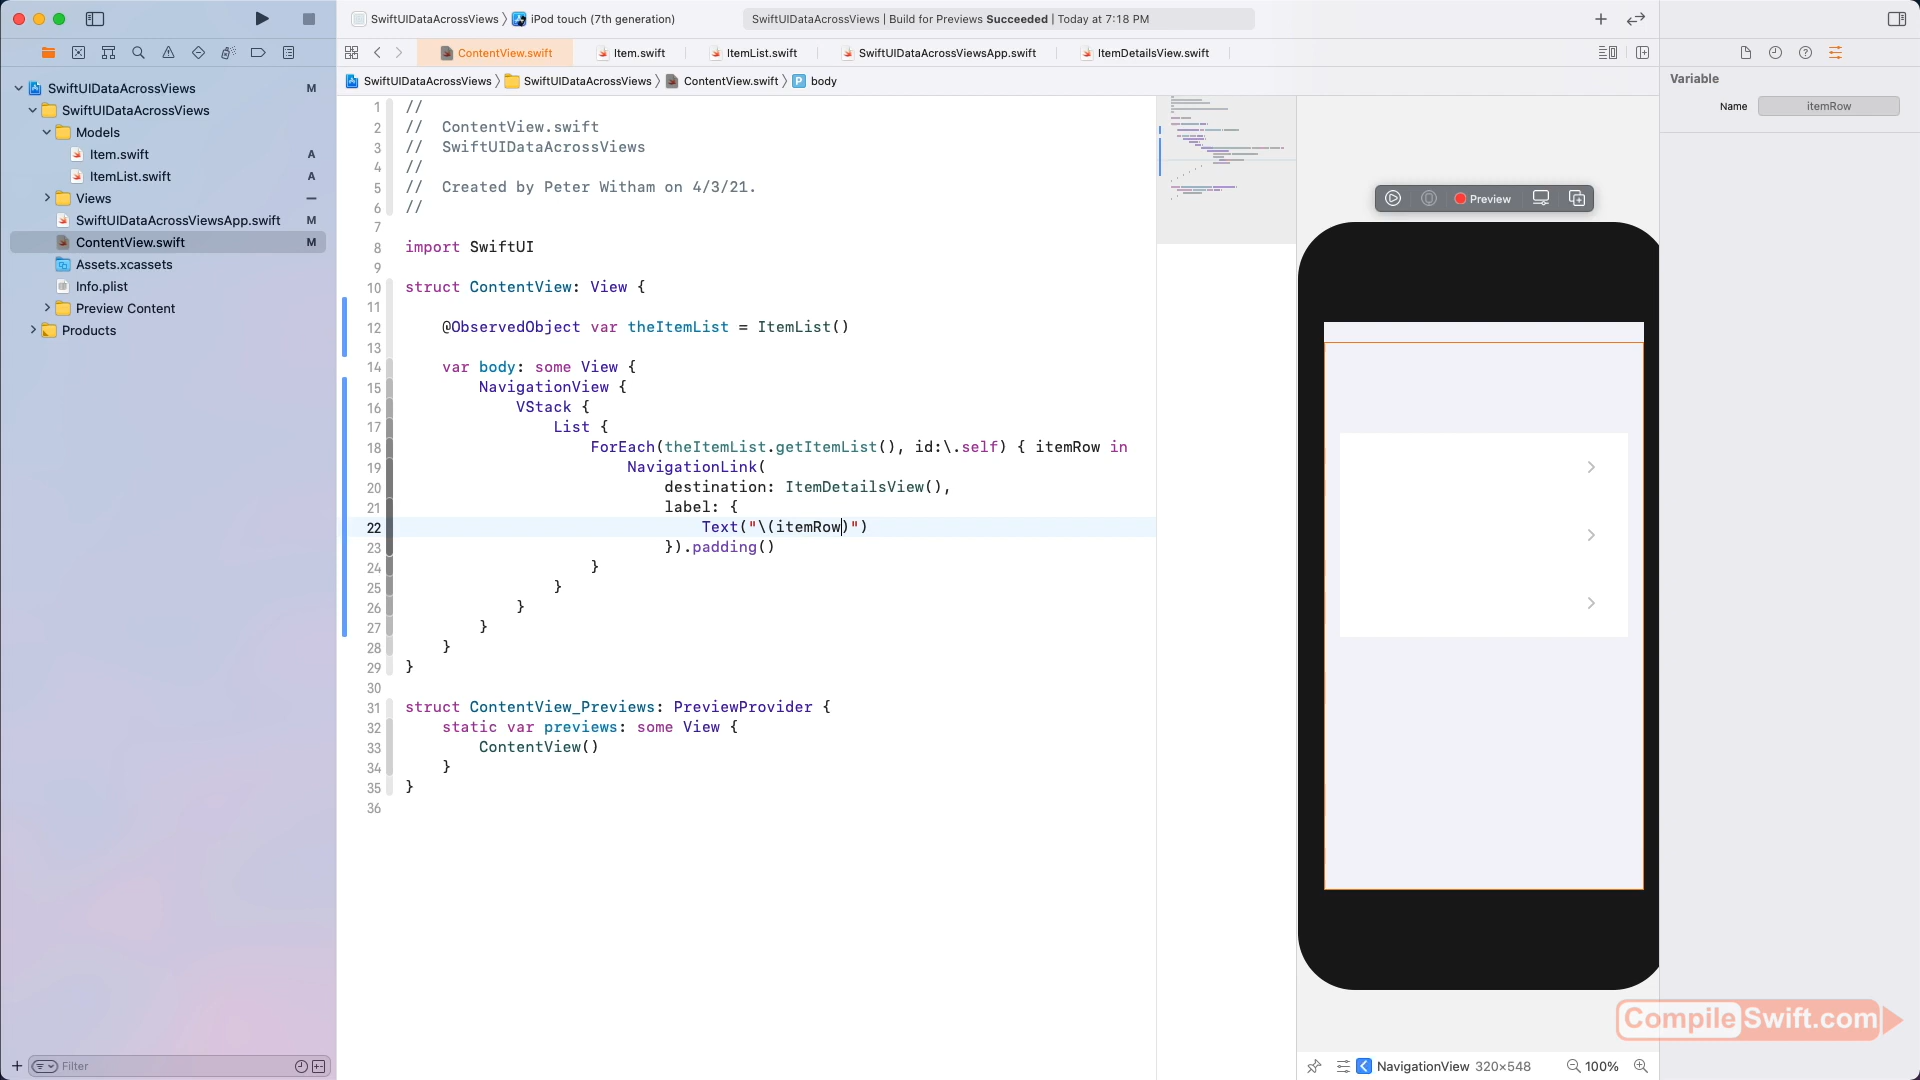 SwiftUIDataAcrossViews 〉 iPod touch (7th generation)
SwiftUIDataAcrossViews | Build for Previews Succeeded | Today at 7:18 PM
ContentView.swift
Item.swift
ItemList.swift
SwiftUIDataAcrossViewsApp.swift
ItemDetailsView.swift
SwiftUIDataAcrossViews 〉 SwiftUIDataAcrossViews 〉 ContentView.swift 〉 P body
SwiftUIDataAcrossViews M
SwiftUIDataAcrossViews
Models
Item.swift A
ItemList.swift A
Views
SwiftUIDataAcrossViewsApp.swift M
ContentView.swift M
Assets.xcassets
Info.plist
Preview Content
Products
Filter
1 //
2 //  ContentView.swift
3 //  SwiftUIDataAcrossViews
4 //
5 //  Created by Peter Witham on 4/3/21.
6 //
7
8 import SwiftUI
9
10 struct ContentView: View {
11
12     @ObservedObject var theItemList = ItemList()
13
14     var body: some View {
15         NavigationView {
16             VStack {
17                 List {
18                     ForEach(theItemList.getItemList(), id:\.self) { itemRow in
19                         NavigationLink(
20                             destination: ItemDetailsView(),
21                             label: {
22                                 Text("\(itemRow)")
23                             }).padding()
24                     }
25                 }
26             }
27         }
28     }
29 }
30
31 struct ContentView_Previews: PreviewProvider {
32     static var previews: some View {
33         ContentView()
34     }
35 }
36
Preview
NavigationView 320×548
100%
Variable
Name itemRow
CompileSwift.com